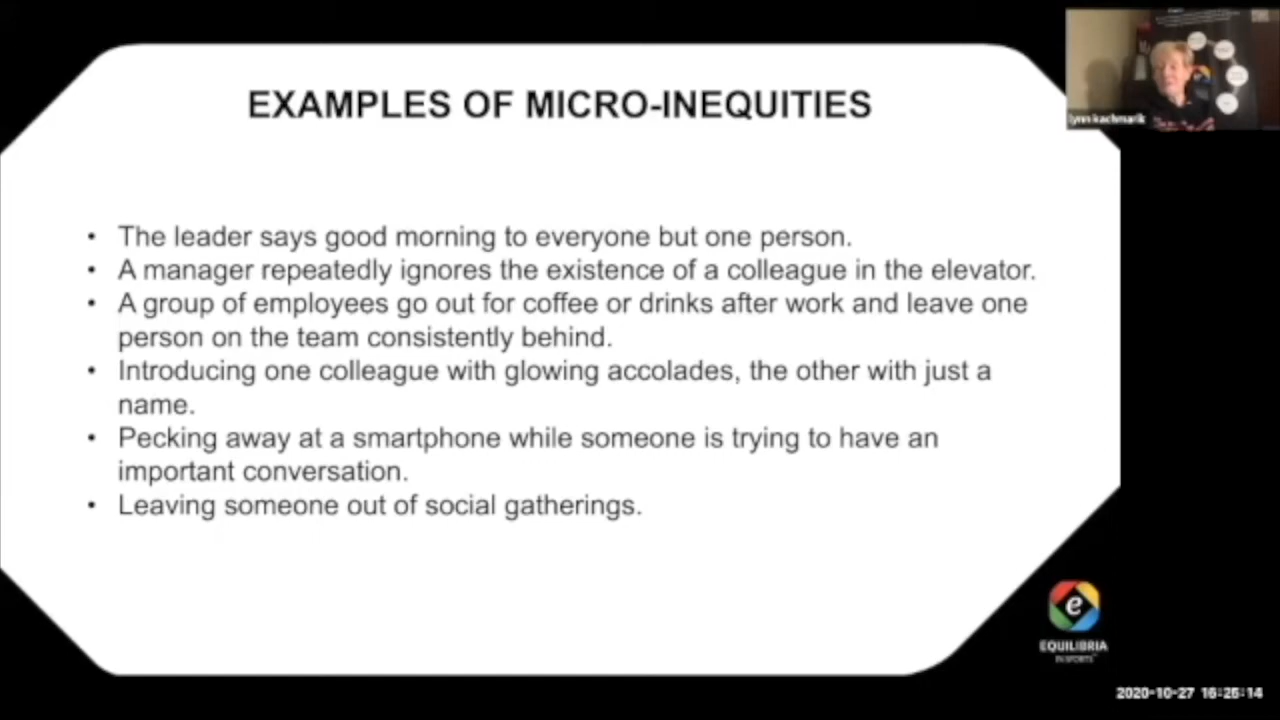 EXAMPLES OF MICRO-INEQUITIES
• The leader says good morning to everyone but one person.
• A manager repeatedly ignores the existence of a colleague in the elevator.
• A group of employees go out for coffee or drinks after work and leave one
person on the team consistently behind.
• Introducing one colleague with glowing accolades, the other with just a
name.
• Pecking away at a smartphone while someone is trying to have an
important conversation.
• Leaving someone out of social gatherings.
lynn kachmarik
e
EQUILIBRIA
IN SPORTS™
2020-10-27 16:25:14